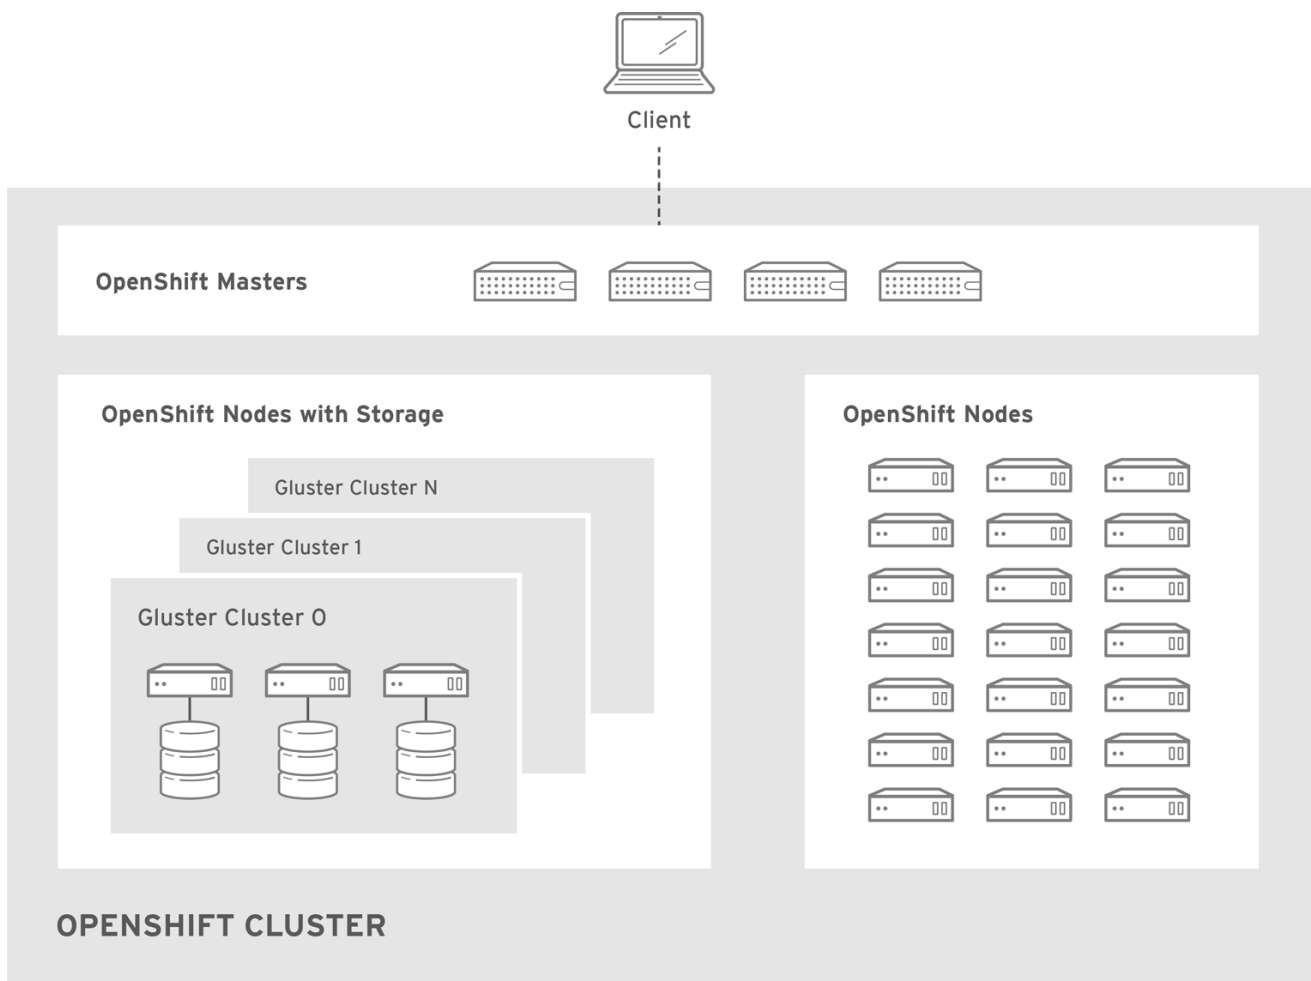 Client
OpenShift Masters
OpenShift Nodes with Storage
Gluster Cluster N
Gluster Cluster 1
Gluster Cluster 0
OpenShift Nodes
OPENSHIFT CLUSTER